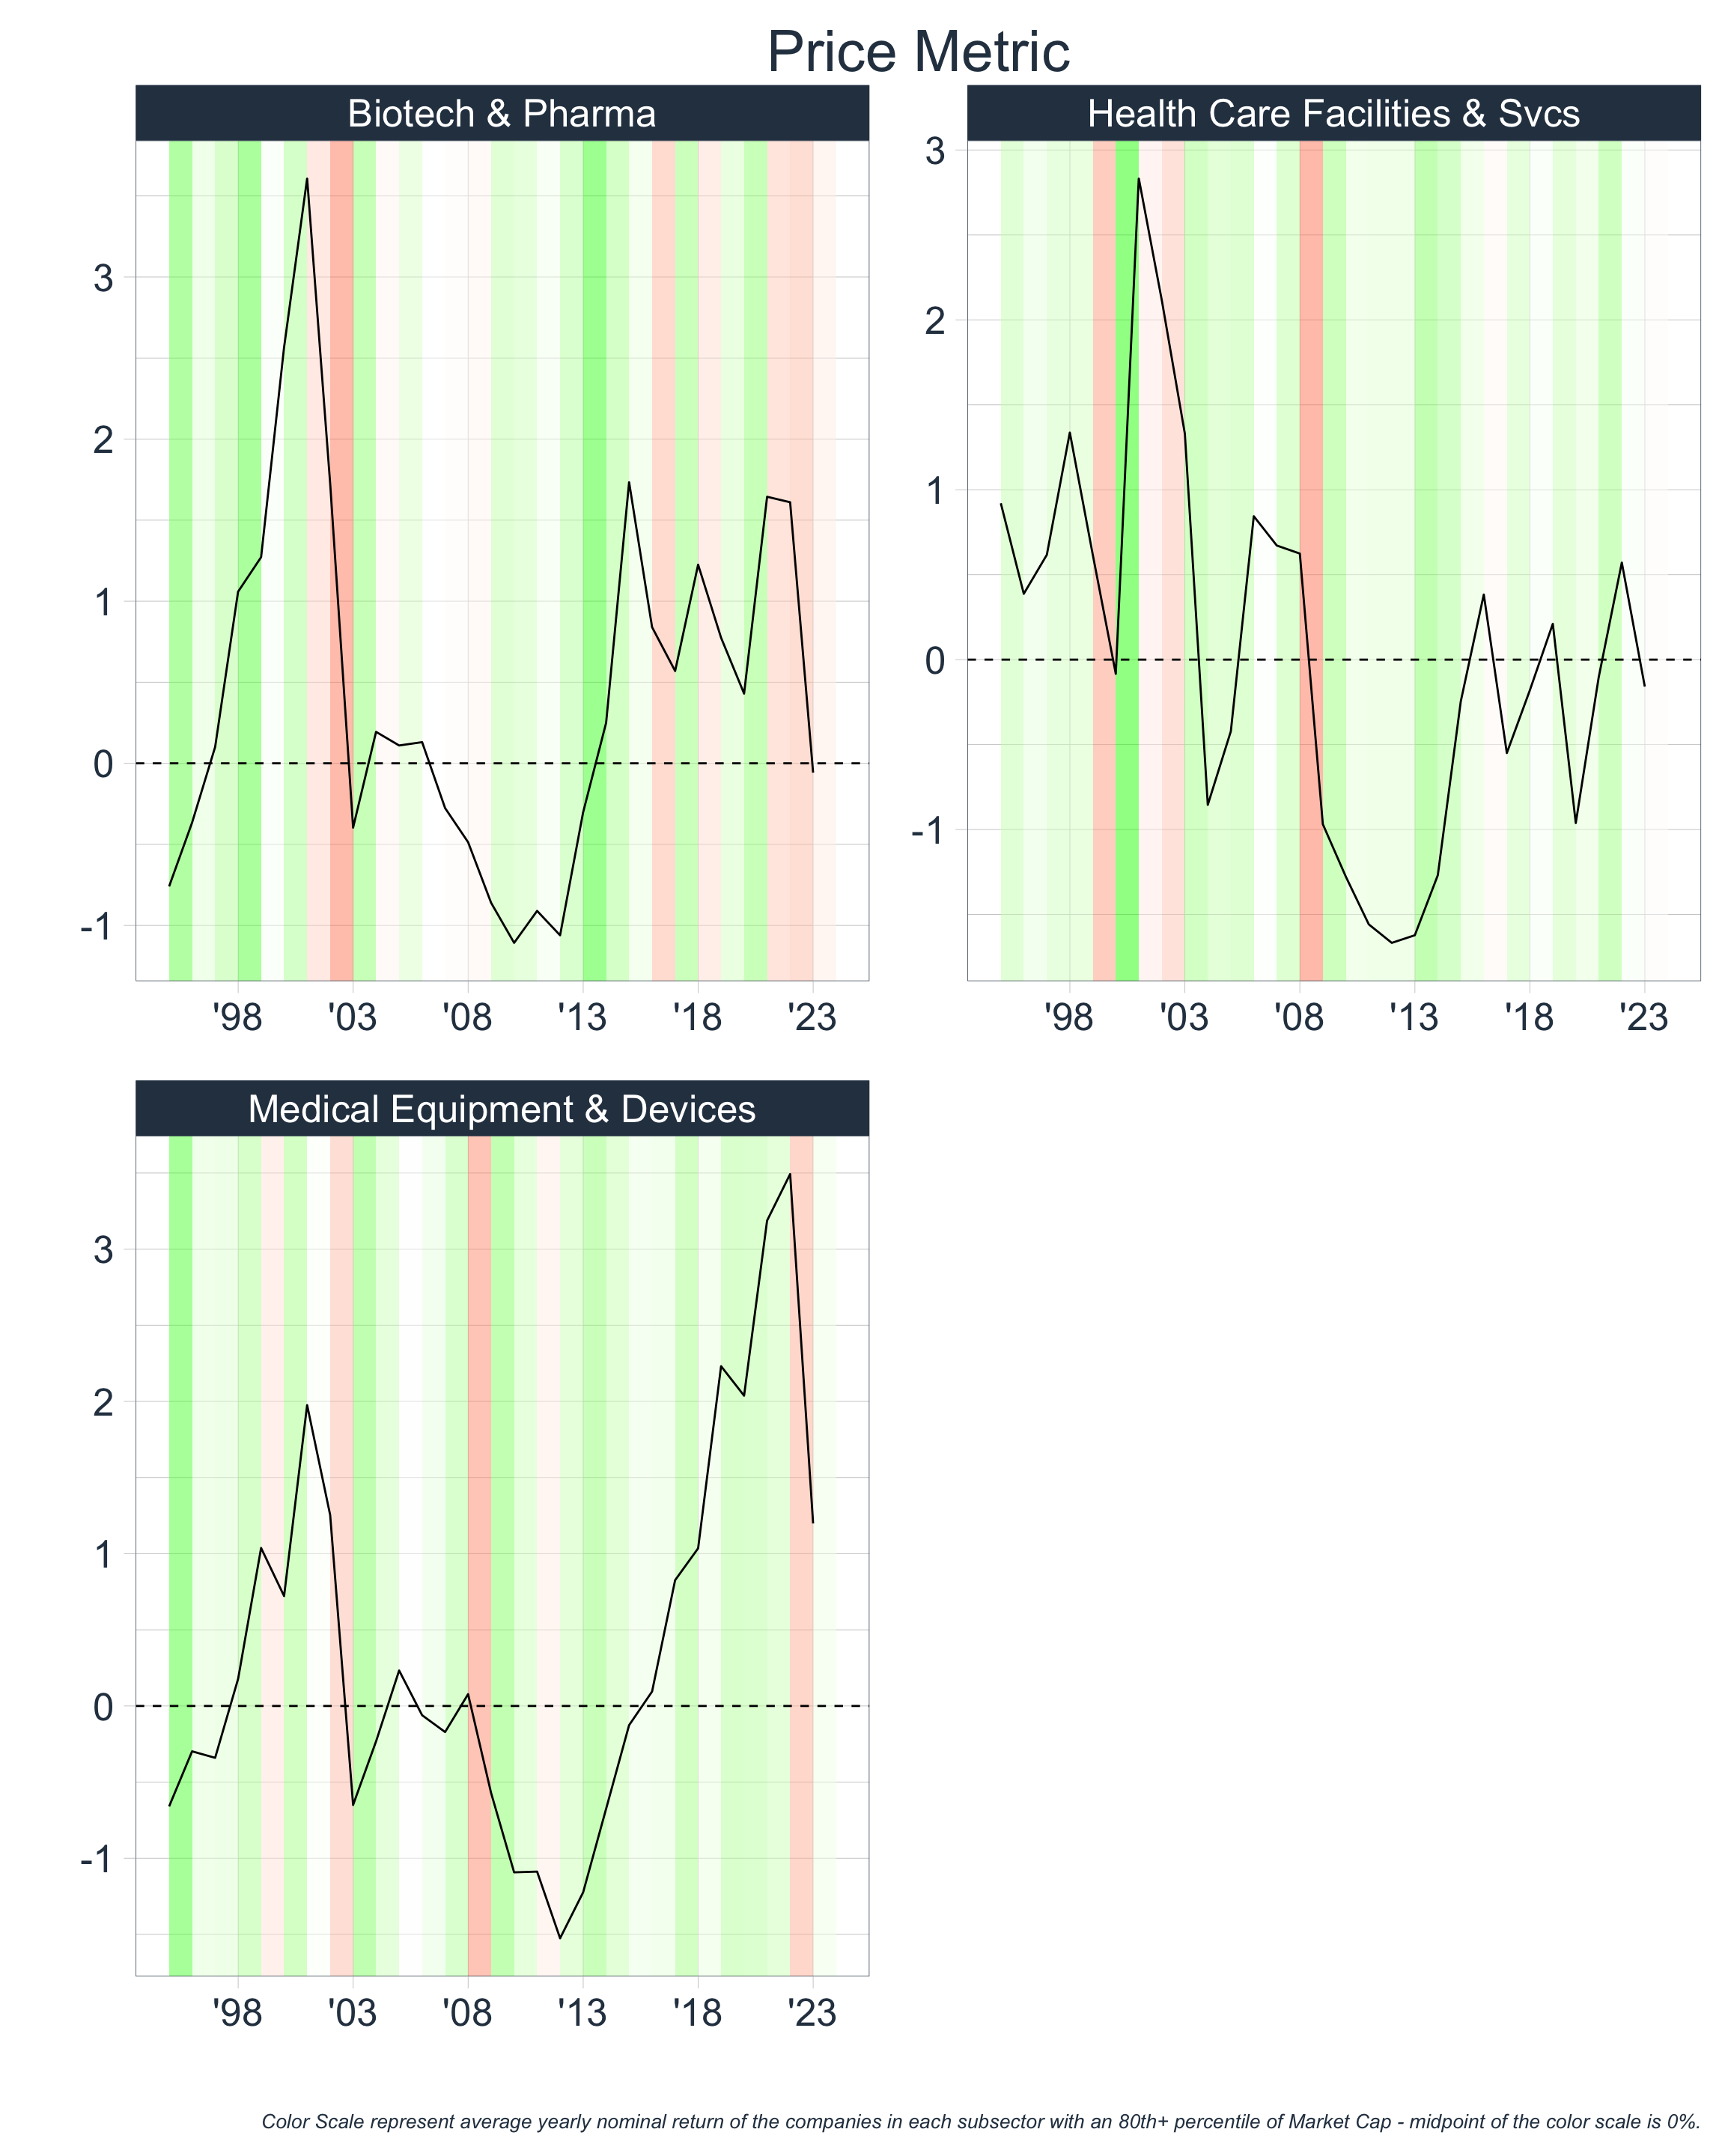 Price Metric
Biotech & Pharma
3
2
1
0
-1
'98 '03 '08 '13 '18 '23
Health Care Facilities & Svcs
3
2
1
0
-1
'98 '03 '08 '13 '18 '23
Medical Equipment & Devices
3
2
1
0
-1
'98 '03 '08 '13 '18 '23
Color Scale represent average yearly nominal return of the companies in each subsector with an 80th+ percentile of Market Cap - midpoint of the color scale is 0%.